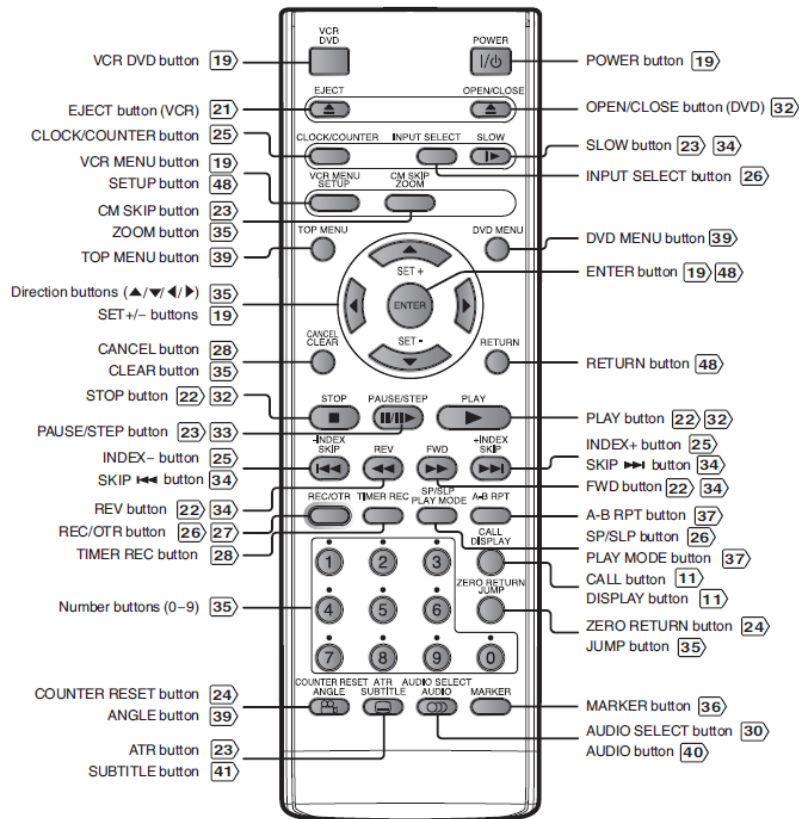 VCR DVD button 19
EJECT button (VCR) 21
CLOCK/COUNTER button 25
VCR MENU button 19
SETUP button 48
CM SKIP button 23
ZOOM button 35
TOP MENU button 39
Direction buttons (▲/▼/◀/▶) 35
SET+/− buttons 19
CANCEL button 28
CLEAR button 35
STOP button 22 32
PAUSE/STEP button 23 33
INDEX− button 25
SKIP ⏮ button 34
REV button 22 34
REC/OTR button 26 27
TIMER REC button 28
Number buttons (0−9) 35
COUNTER RESET button 24
ANGLE button 39
ATR button 23
SUBTITLE button 41
VCR
DVD
POWER
I/⏻
EJECT
OPEN/CLOSE
CLOCK/COUNTER
INPUT SELECT
SLOW
VCR MENU
SETUP
CM SKIP
ZOOM
TOP MENU
DVD MENU
SET +
ENTER
SET -
CANCEL
CLEAR
RETURN
STOP
PAUSE/STEP
PLAY
-INDEX
SKIP
REV
FWD
+INDEX
SKIP
REC/OTR
TIMER REC
SP/SLP
PLAY MODE
A-B RPT
CALL
DISPLAY
1
2
3
ZERO RETURN
JUMP
4
5
6
7
8
9
0
COUNTER RESET
ANGLE
ATR
SUBTITLE
AUDIO SELECT
AUDIO
MARKER
POWER button 19
OPEN/CLOSE button (DVD) 32
SLOW button 23 34
INPUT SELECT button 26
DVD MENU button 39
ENTER button 19 48
RETURN button 48
PLAY button 22 32
INDEX+ button 25
SKIP ⏭ button 34
FWD button 22 34
A-B RPT button 37
SP/SLP button 26
PLAY MODE button 37
CALL button 11
DISPLAY button 11
ZERO RETURN button 24
JUMP button 35
MARKER button 36
AUDIO SELECT button 30
AUDIO button 40